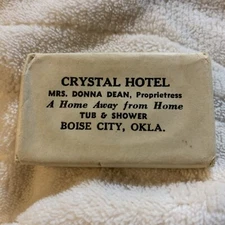 CRYSTAL HOTEL
MRS. DONNA DEAN, Proprietress
A Home Away from Home
TUB & SHOWER
BOISE CITY, OKLA.